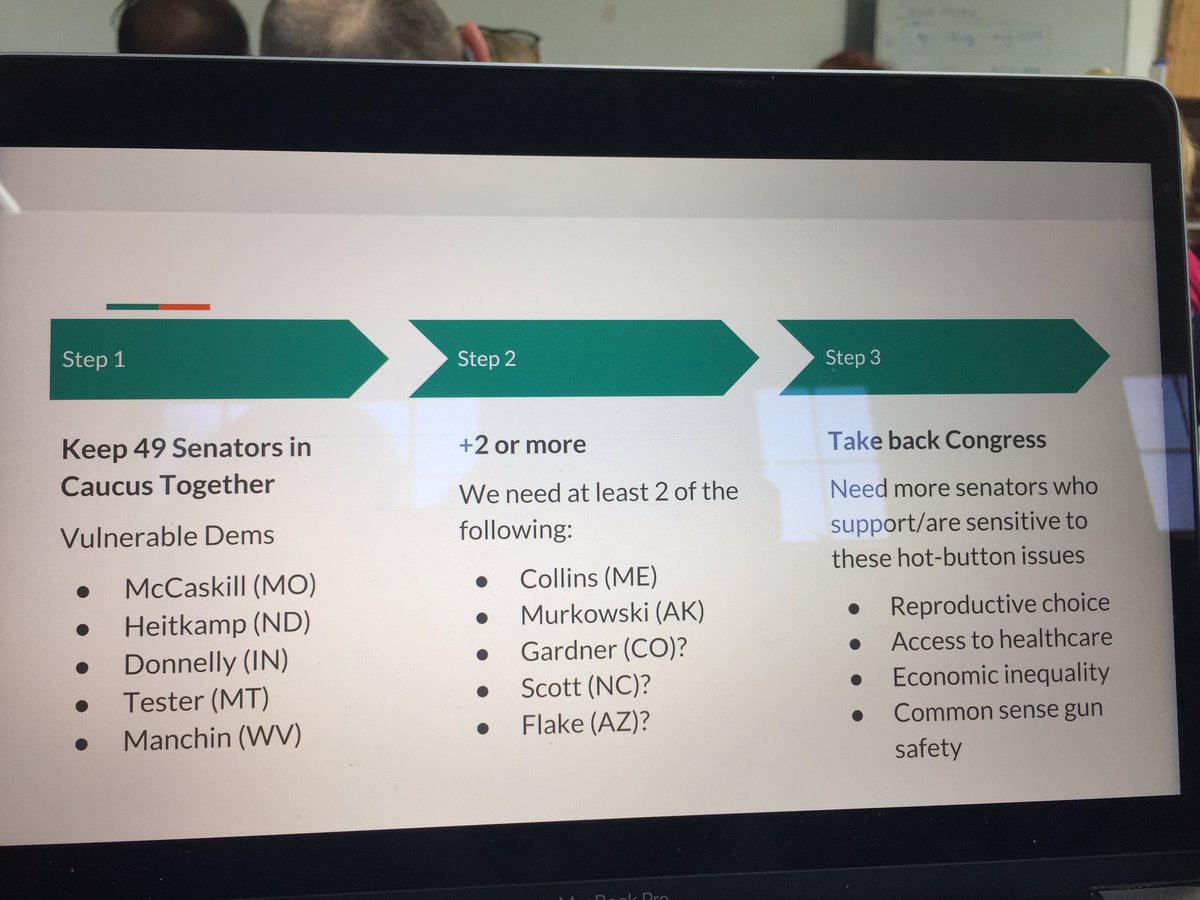 Step 1
Keep 49 Senators in
Caucus Together
Vulnerable Dems
● McCaskill (MO)
● Heitkamp (ND)
● Donnelly (IN)
● Tester (MT)
● Manchin (WV)
Step 2
+2 or more
We need at least 2 of the
following:
● Collins (ME)
● Murkowski (AK)
● Gardner (CO)?
● Scott (NC)?
● Flake (AZ)?
Step 3
Take back Congress
Need more senators who
support/are sensitive to
these hot-button issues
● Reproductive choice
● Access to healthcare
● Economic inequality
● Common sense gun
safety
MacBook Pro